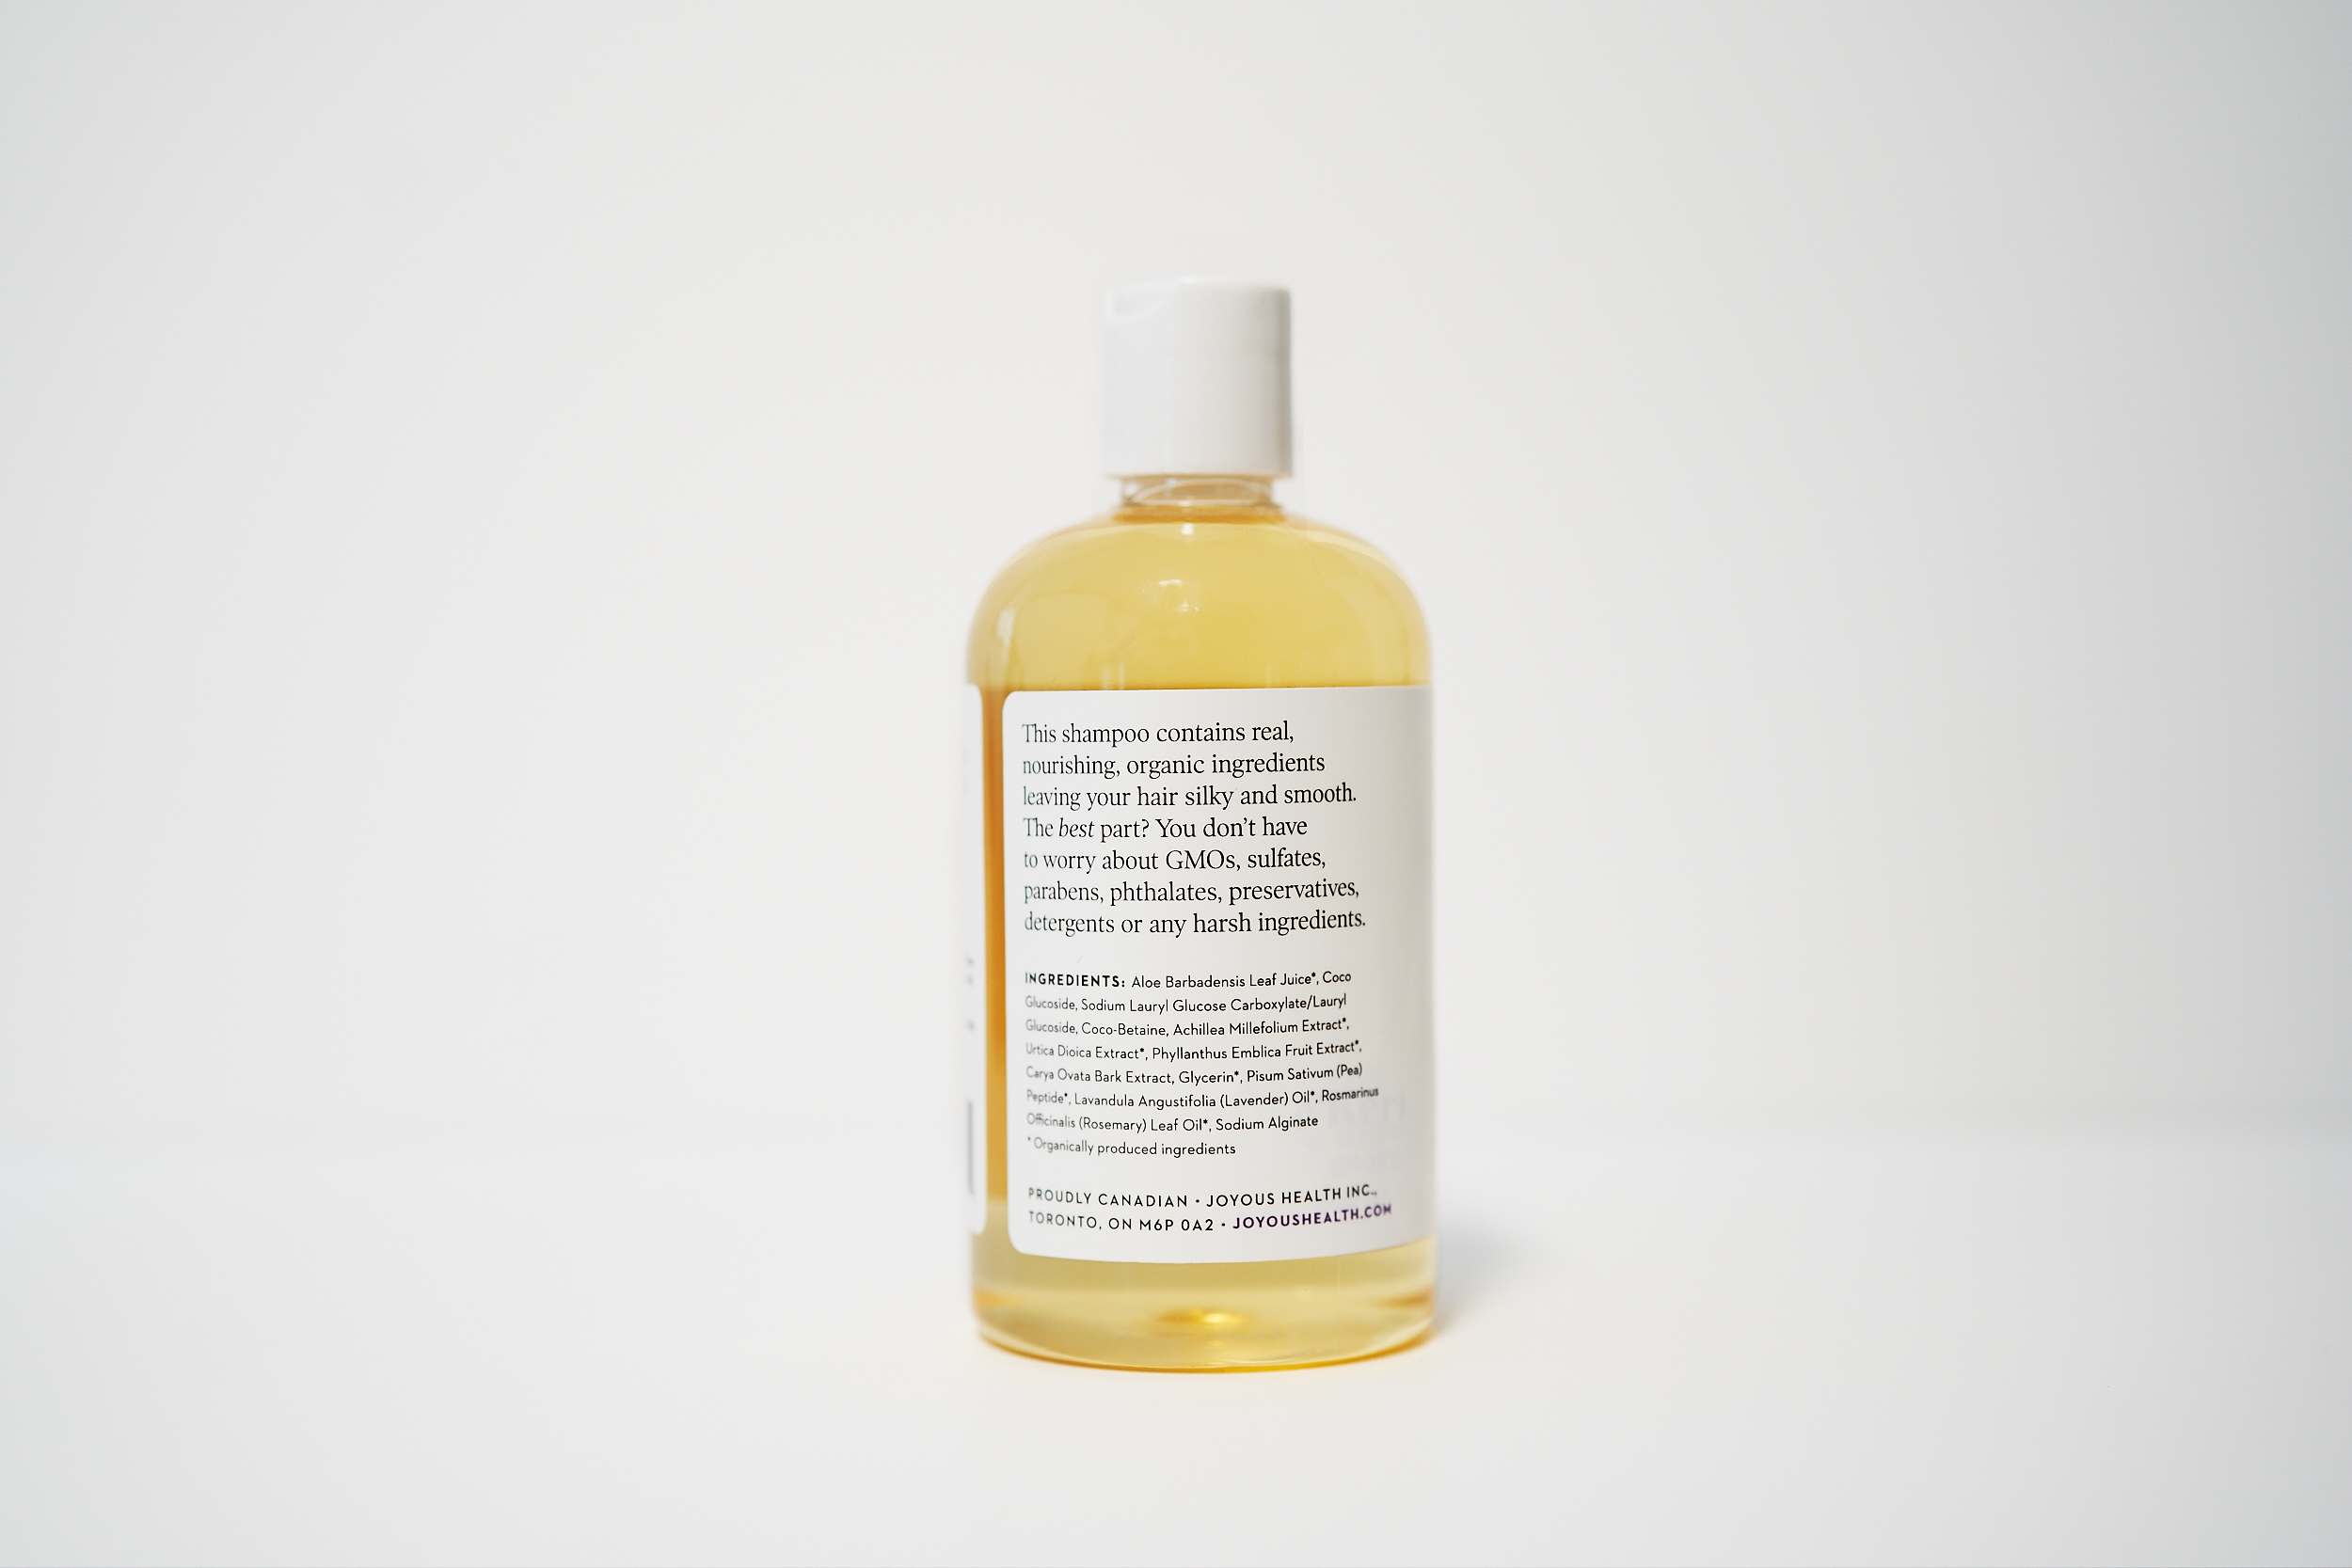 This shampoo contains real,
nourishing, organic ingredients
leaving your hair silky and smooth.
The best part? You don't have
to worry about GMOs, sulfates,
parabens, phthalates, preservatives,
detergents or any harsh ingredients.
INGREDIENTS: Aloe Barbadensis Leaf Juice*, Coco
Glucoside, Sodium Lauryl Glucose Carboxylate/Lauryl
Glucoside, Coco-Betaine, Achillea Millefolium Extract*,
Urtica Dioica Extract*, Phyllanthus Emblica Fruit Extract*,
Carya Ovata Bark Extract, Glycerin*, Pisum Sativum (Pea)
Peptide*, Lavandula Angustifolia (Lavender) Oil*, Rosmarinus
Officinalis (Rosemary) Leaf Oil*, Sodium Alginate
* Organically produced ingredients
PROUDLY CANADIAN • JOYOUS HEALTH INC.,
TORONTO, ON M6P 0A2 • JOYOUSHEALTH.COM